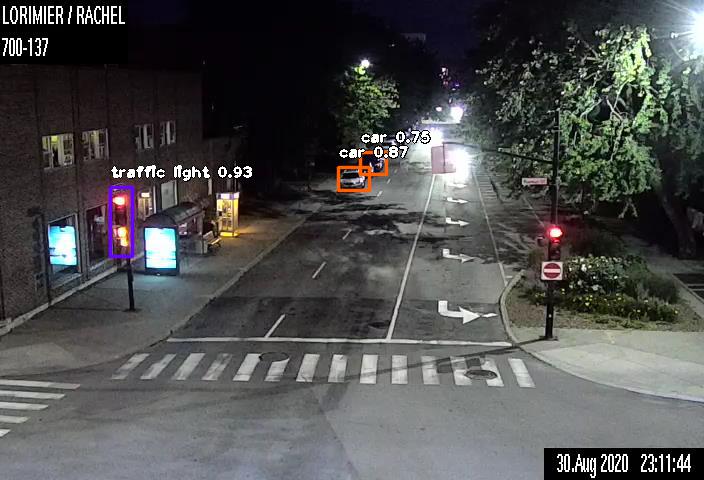 LORIMIER / RACHEL
700-137
car 0.75
car 0.87
traffic light 0.93
30.Aug 2020 23:11:44